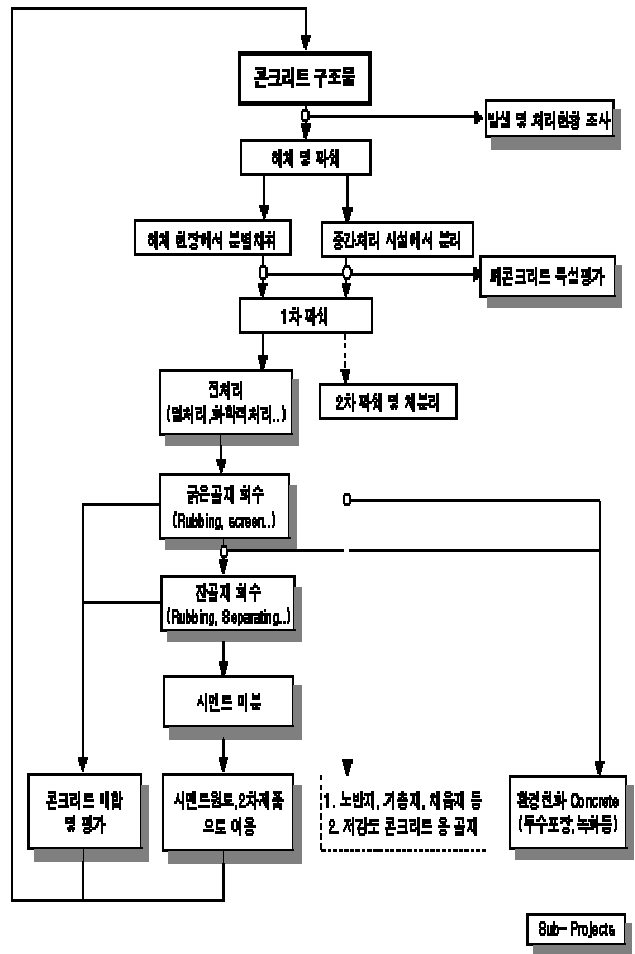 콘크리트 구조물
발생 및 처리현황 조사
해체 및 파쇄
해체 현장에서 분별채취
중간처리 시설에서 분리
폐콘크리트 특성평가
1차 파쇄
전처리
(열처리,화학력처리..)
2차 파쇄 및 체분리
굵은골재 회수
(Rubbing, screen..)
잔골재 회수
(Rubbing, Separating...)
시멘트 미분
콘크리트 배합
및 평가
시멘트원료,2차제품
으로 이용
1. 노반재, 기층재, 채움재 등
2. 저강도 콘크리트 용 골재
환경친화 Concrete
(투수포장,녹화등)
Sub- Projects